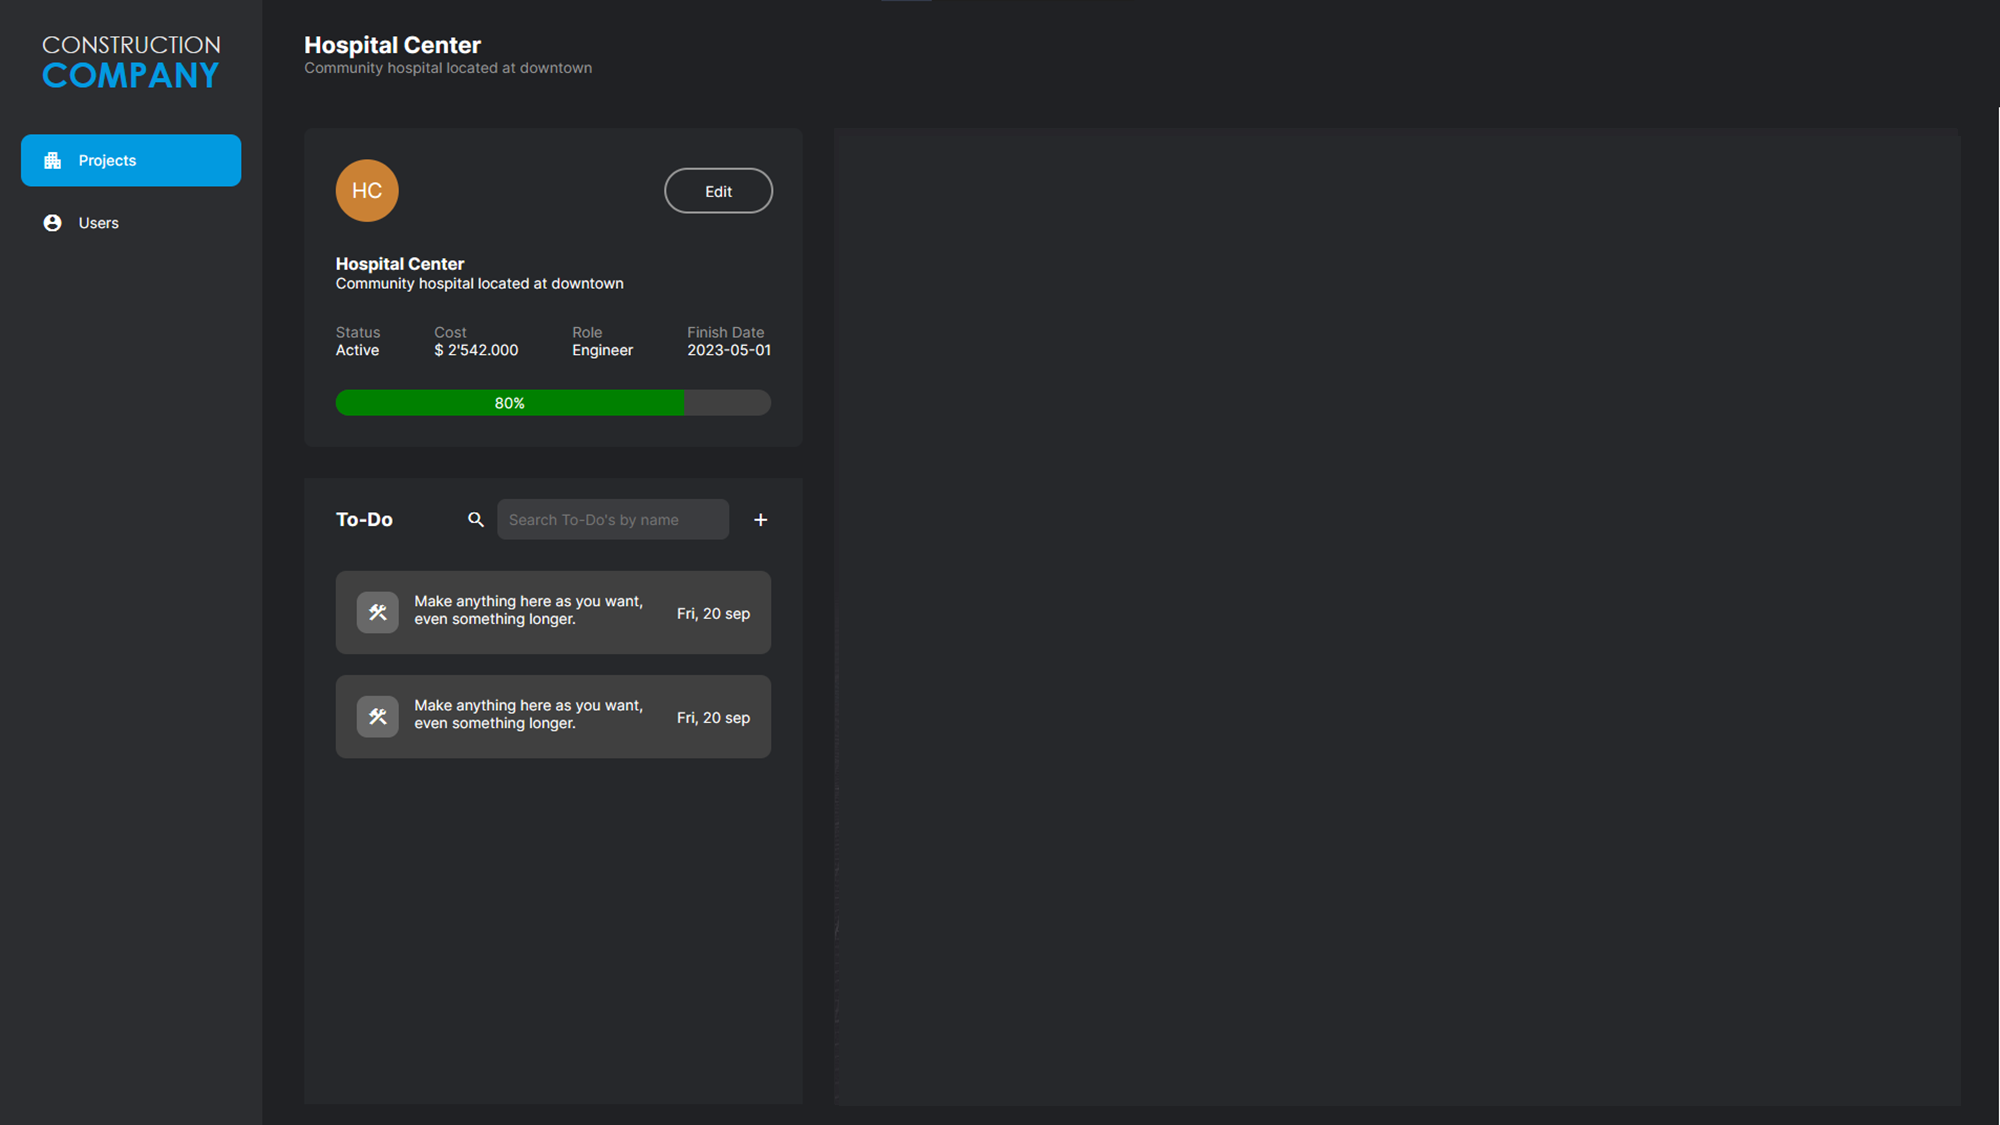 CONSTRUCTION
COMPANY
Projects
Users
Hospital Center
Community hospital located at downtown
HC
Edit
Hospital Center
Community hospital located at downtown
Status
Active
Cost
$ 2'542.000
Role
Engineer
Finish Date
2023-05-01
80%
To-Do
Search To-Do's by name
+
Make anything here as you want,
even something longer.
Fri, 20 sep
Make anything here as you want,
even something longer.
Fri, 20 sep